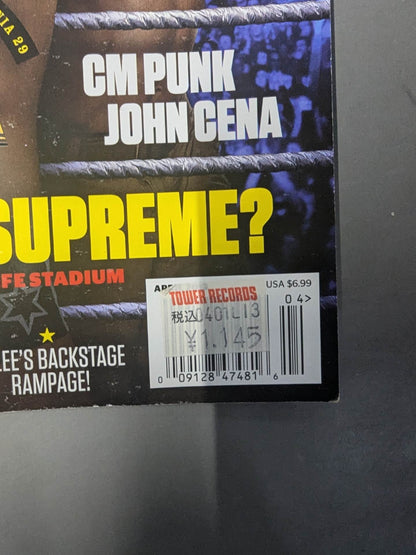 IA 29
CM PUNK
JOHN CENA
SUPREME?
FE STADIUM
USA $6.99
TOWER RECORDS
04>
税込0401L13
¥1,145
LEE'S BACKSTAGE
RAMPAGE!
0 09128 47481 6